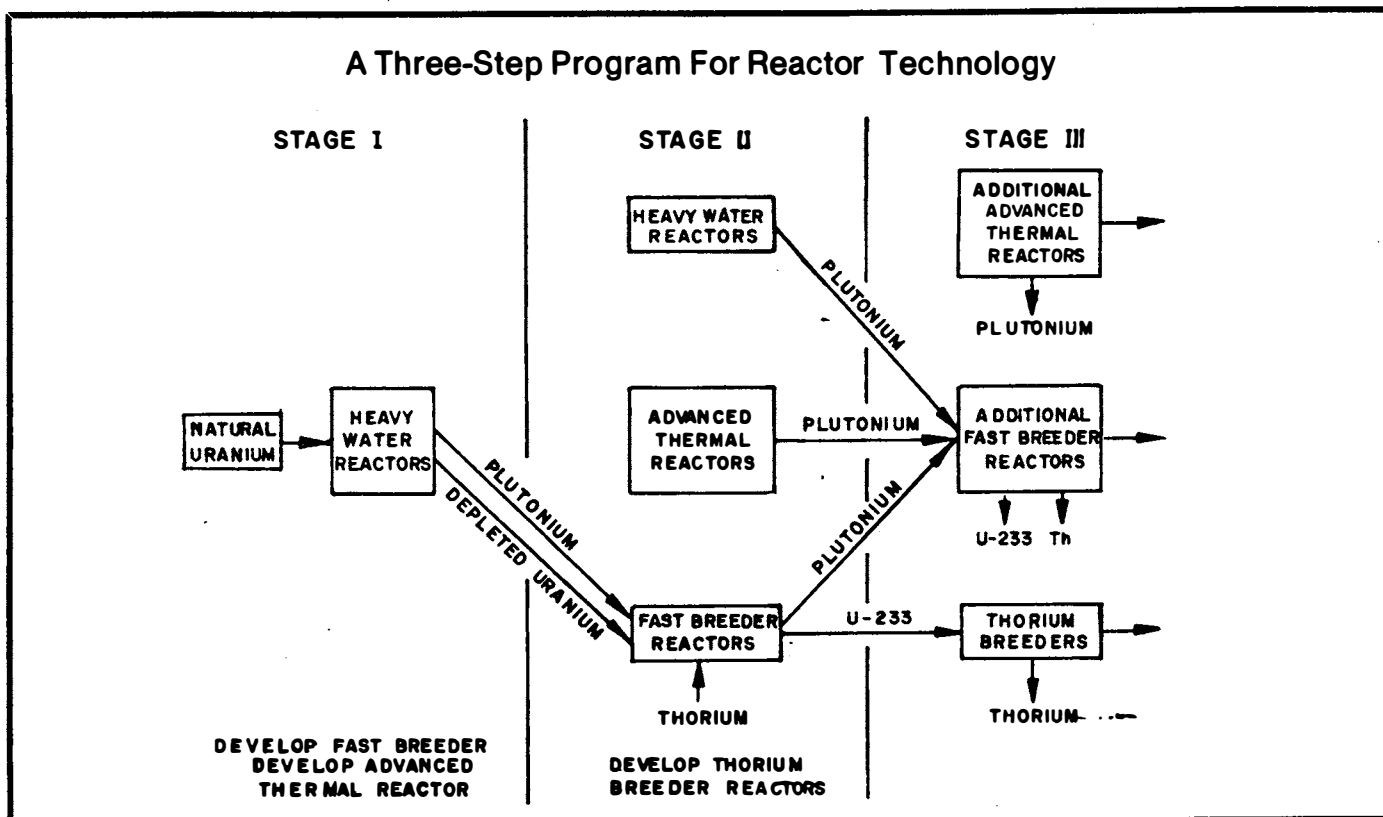 A Three-Step Program For Reactor Technology
STAGE I
STAGE II
STAGE III
NATURAL
URANIUM
HEAVY
WATER
REACTORS
PLUTONIUM
DEPLETED URANIUM
DEVELOP FAST BREEDER
DEVELOP ADVANCED
THERMAL REACTOR
HEAVY WATER
REACTORS
PLUTONIUM
ADVANCED
THERMAL
REACTORS
PLUTONIUM
PLUTONIUM
FAST BREEDER
REACTORS
U-233
THORIUM
DEVELOP THORIUM
BREEDER REACTORS
ADDITIONAL
ADVANCED
THERMAL
REACTORS
PLUTONIUM
ADDITIONAL
FAST BREEDER
REACTORS
U-233 Th
THORIUM
BREEDERS
THORIUM